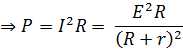 ⇒ P = I²R = E²R / (R + r)²